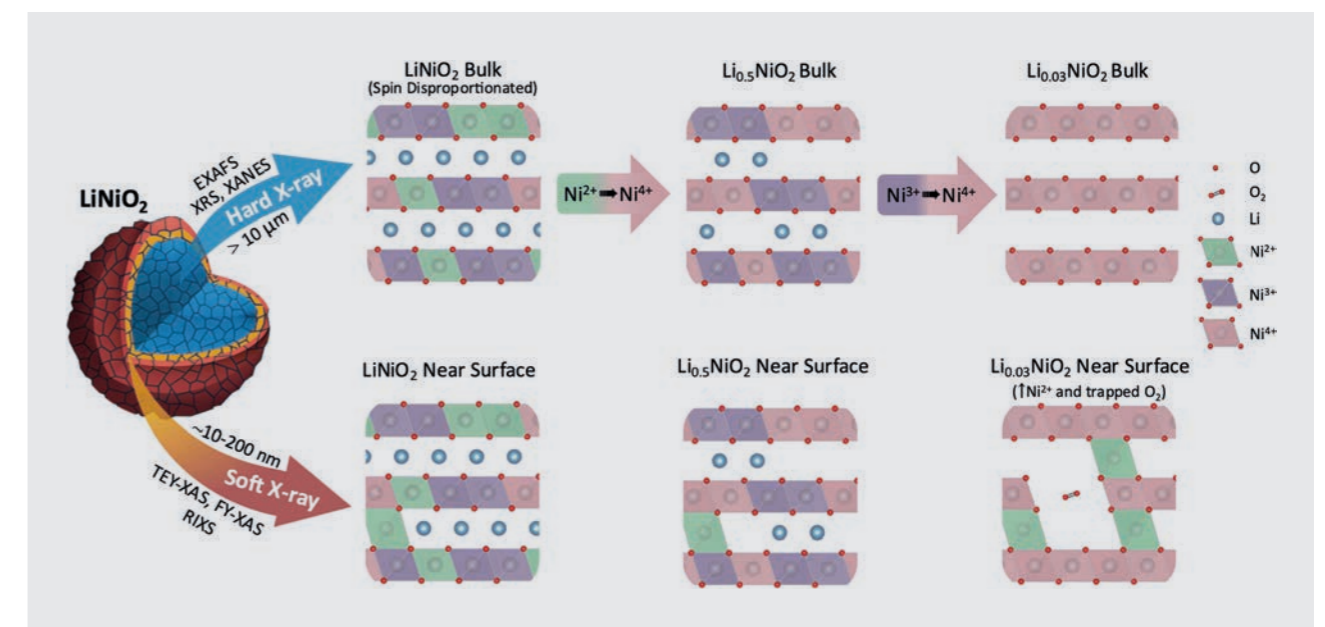 LiNiO₂ Bulk
(Spin Disproportionated)
Li₀.₅NiO₂ Bulk
Li₀.₀₃NiO₂ Bulk
EXAFS
XRS, XANES
Hard X-ray
> 10 µm
LiNiO₂
Ni²⁺➡Ni⁴⁺
Ni³⁺➡Ni⁴⁺
O
O₂
Li
Ni²⁺
Ni³⁺
Ni⁴⁺
LiNiO₂ Near Surface
Li₀.₅NiO₂ Near Surface
Li₀.₀₃NiO₂ Near Surface
(↑Ni²⁺ and trapped O₂)
~10-200 nm
Soft X-ray
TEY-XAS, FY-XAS
RIXS